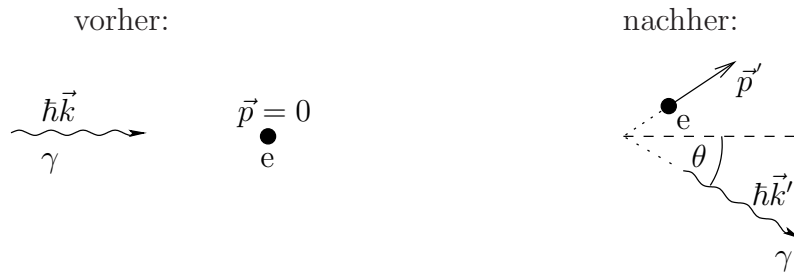 vorher:
nachher:
ħk⃗
γ
p⃗ = 0
e
p⃗′
e
θ
ħk⃗′
γ